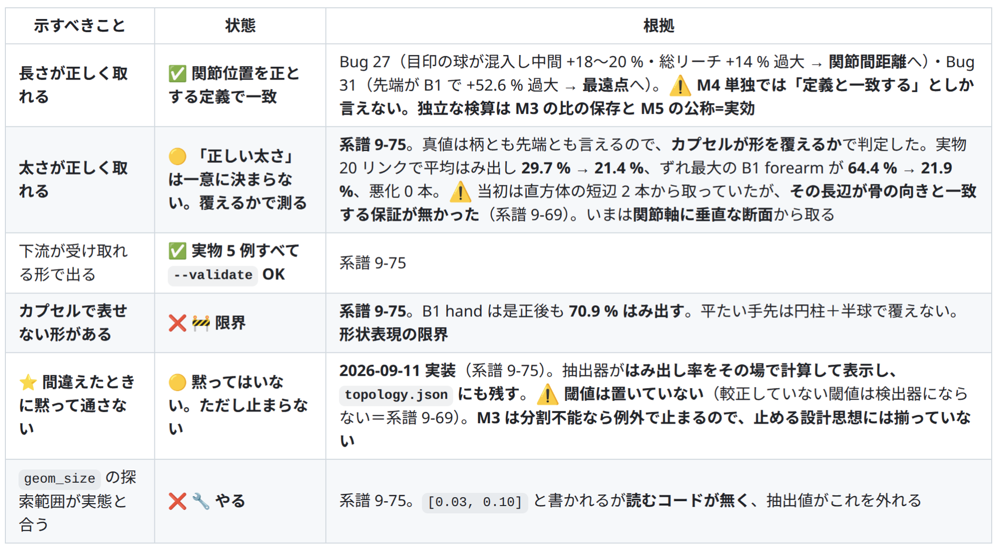 示すべきこと
状態
根拠
長さが正しく取
れる
✅ 関節位置を正と
する定義で一致
Bug 27（目印の球が混入し中間 +18〜20 %・総リーチ +14 % 過大 → 関節間距離へ）・Bug
31（先端が B1 で +52.6 % 過大 → 最遠点へ）。⚠️ M4 単独では「定義と一致する」としか
言えない。独立な検算は M3 の比の保存と M5 の公称=実効
太さが正しく取
れる
🟡 「正しい太さ」
は一意に決まらな
い。覆えるかで測る
系譜 9-75。真値は柄とも先端とも言えるので、カプセルが形を覆えるかで判定した。実物
20 リンクで平均はみ出し 29.7 % → 21.4 %、ずれ最大の B1 forearm が 64.4 % → 21.9
%、悪化 0 本。⚠️ 当初は直方体の短辺 2 本から取っていたが、その長辺が骨の向きと一致
する保証が無かった（系譜 9-69）。いまは関節軸に垂直な断面から取る
下流が受け取れ
る形で出る
✅ 実物 5 例すべて
--validate OK
系譜 9-75
カプセルで表せ
ない形がある
❌ 🚧 限界
系譜 9-75。B1 hand は是正後も 70.9 % はみ出す。平たい手先は円柱＋半球で覆えない。
形状表現の限界
⭐ 間違えたとき
に黙って通さな
い
🟡 黙ってはいな
い。ただし止まらな
い
2026-09-11 実装（系譜 9-75）。抽出器がはみ出し率をその場で計算して表示し、
topology.json にも残す。⚠️ 閾値は置いていない（較正していない閾値は検出器になら
ない＝系譜 9-69）。M3 は分割不能なら例外で止まるので、止める設計思想には揃っていな
い
geom_size の探
索範囲が実態と
合う
❌ 🔧 やる
系譜 9-75。[0.03, 0.10] と書かれるが読むコードが無く、抽出値がこれを外れる